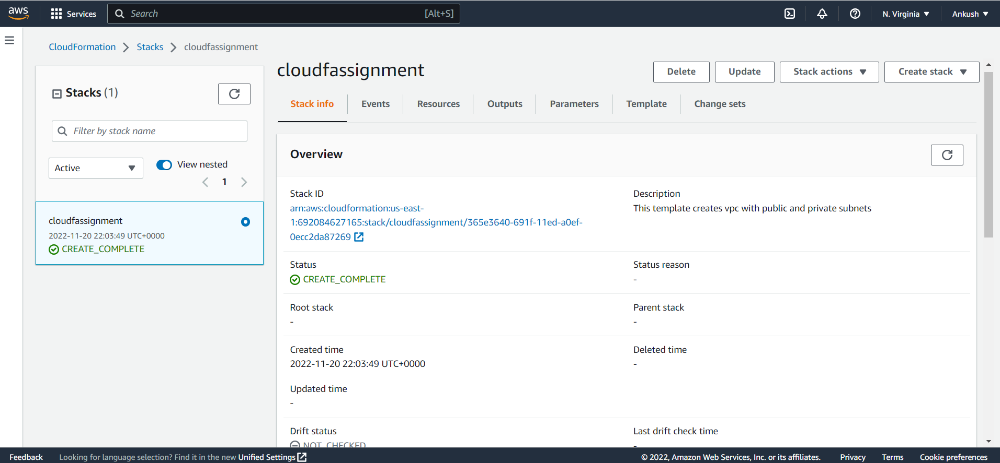 aws
Services
Search
[Alt+S]
N. Virginia
Ankush
CloudFormation
Stacks
cloudfassignment
Stacks (1)
Filter by stack name
Active
View nested
1
cloudfassignment
2022-11-20 22:03:49 UTC+0000
CREATE_COMPLETE
cloudfassignment
Delete
Update
Stack actions
Create stack
Stack info
Events
Resources
Outputs
Parameters
Template
Change sets
Overview
Stack ID
arn:aws:cloudformation:us-east-
1:692084627165:stack/cloudfassignment/365e3640-691f-11ed-a0ef-
0ecc2da87269
Description
This template creates vpc with public and private subnets
Status
CREATE_COMPLETE
Status reason
-
Root stack
-
Parent stack
-
Created time
2022-11-20 22:03:49 UTC+0000
Deleted time
-
Updated time
-
Drift status
NOT_CHECKED
Last drift check time
-
Feedback
Looking for language selection? Find it in the new Unified Settings
© 2022, Amazon Web Services, Inc. or its affiliates.
Privacy
Terms
Cookie preferences